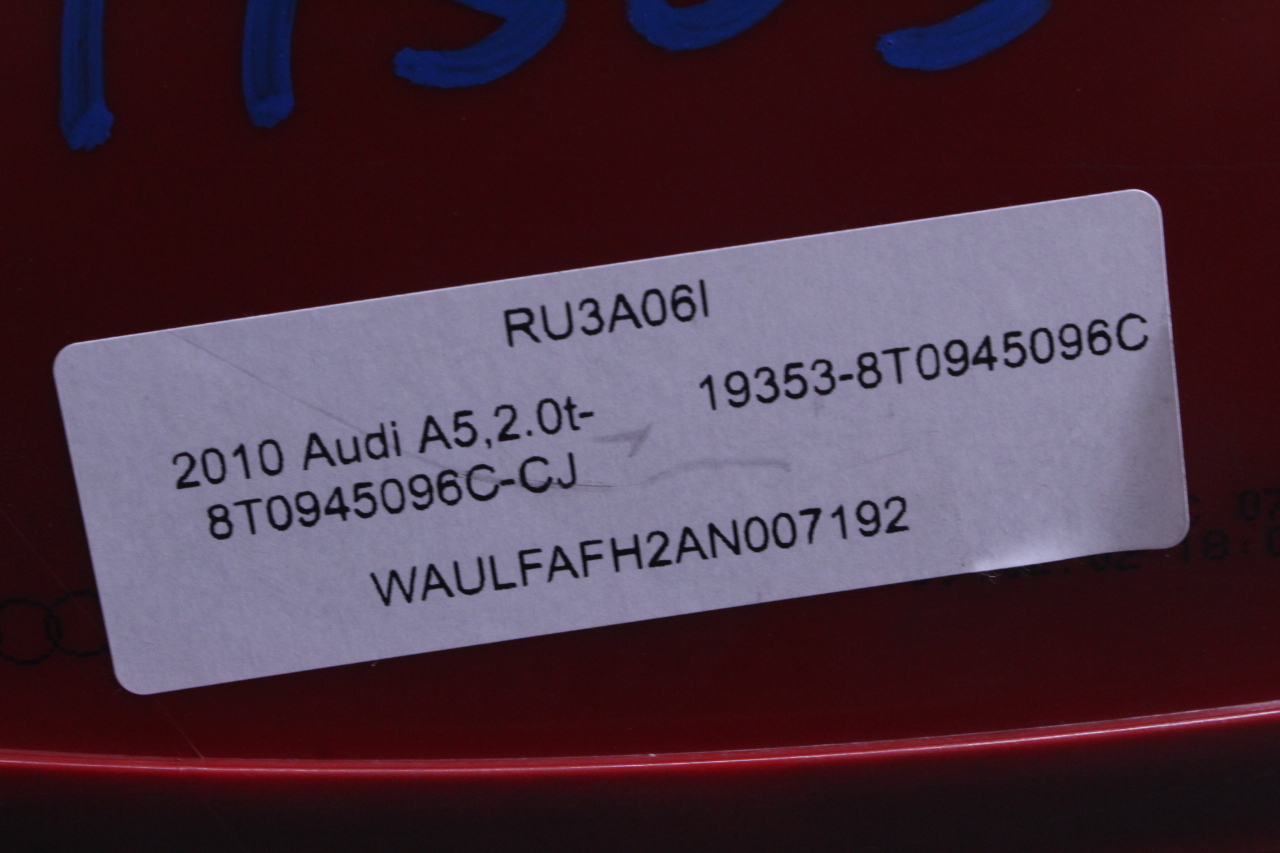 RU3A06I
19353-8T0945096C
2010 Audi A5,2.0t-
8T0945096C-CJ
WAULFAFH2AN007192